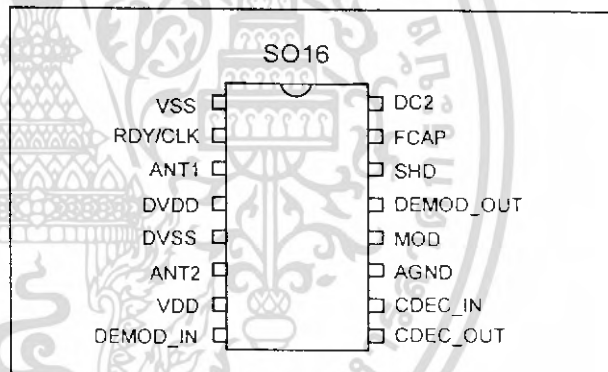 SO16
VSS
RDY/CLK
ANT1
DVDD
DVSS
ANT2
VDD
DEMOD_IN
DC2
FCAP
SHD
DEMOD_OUT
MOD
AGND
CDEC_IN
CDEC_OUT